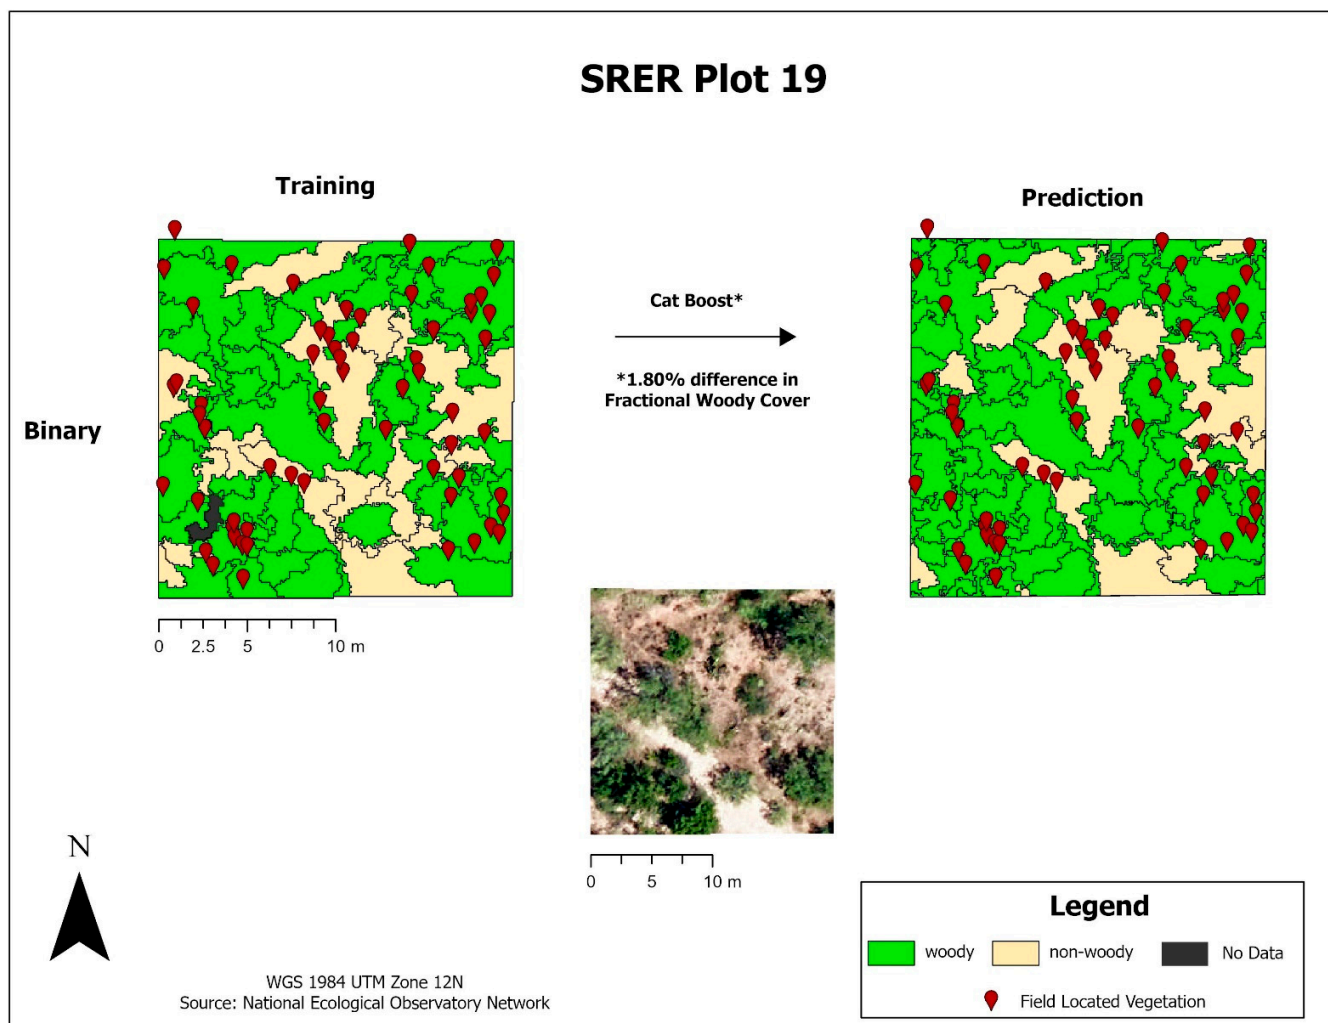 SRER Plot 19
Training
Prediction
Cat Boost*
*1.80% difference in
Fractional Woody Cover
Binary
0 2.5 5 10 m
0 5 10 m
N
WGS 1984 UTM Zone 12N
Source: National Ecological Observatory Network
Legend
woody non-woody No Data
Field Located Vegetation